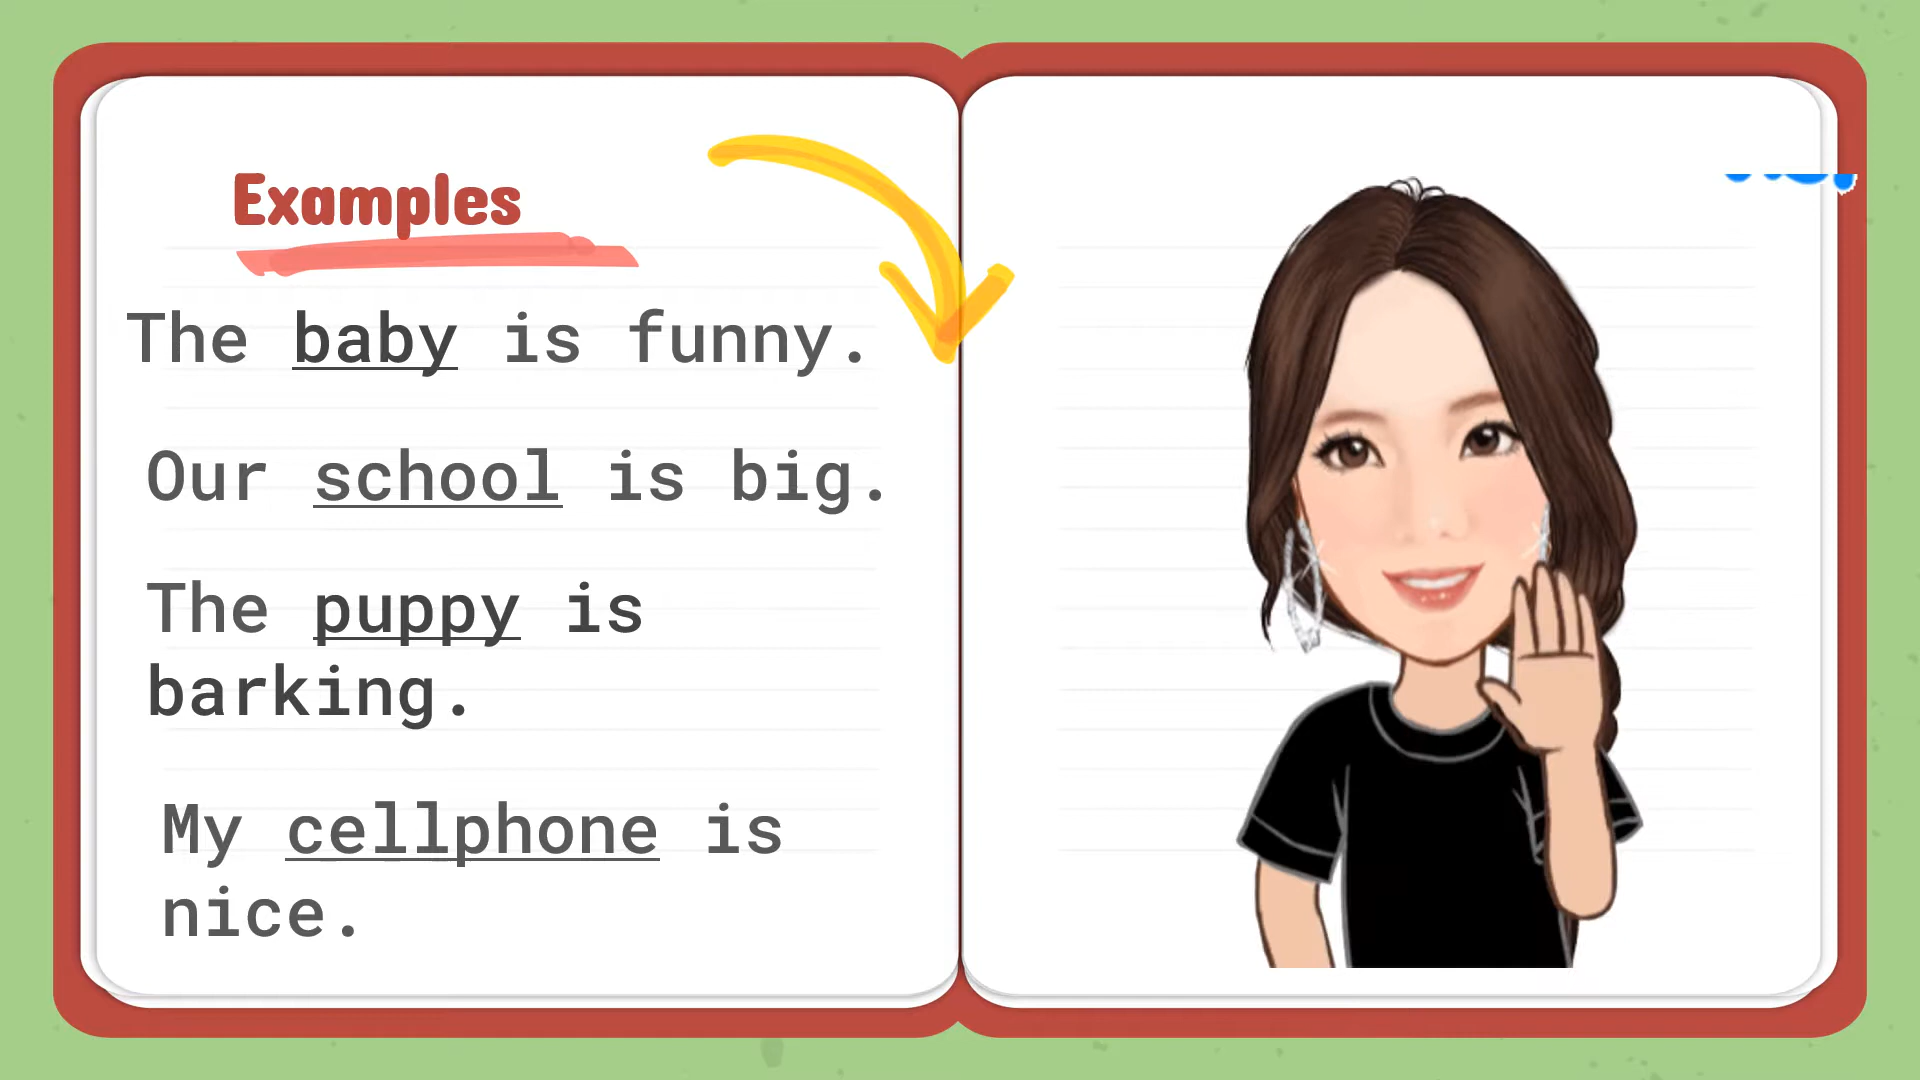 Examples
The baby is funny.
Our school is big.
The puppy is
barking.
My cellphone is
nice.